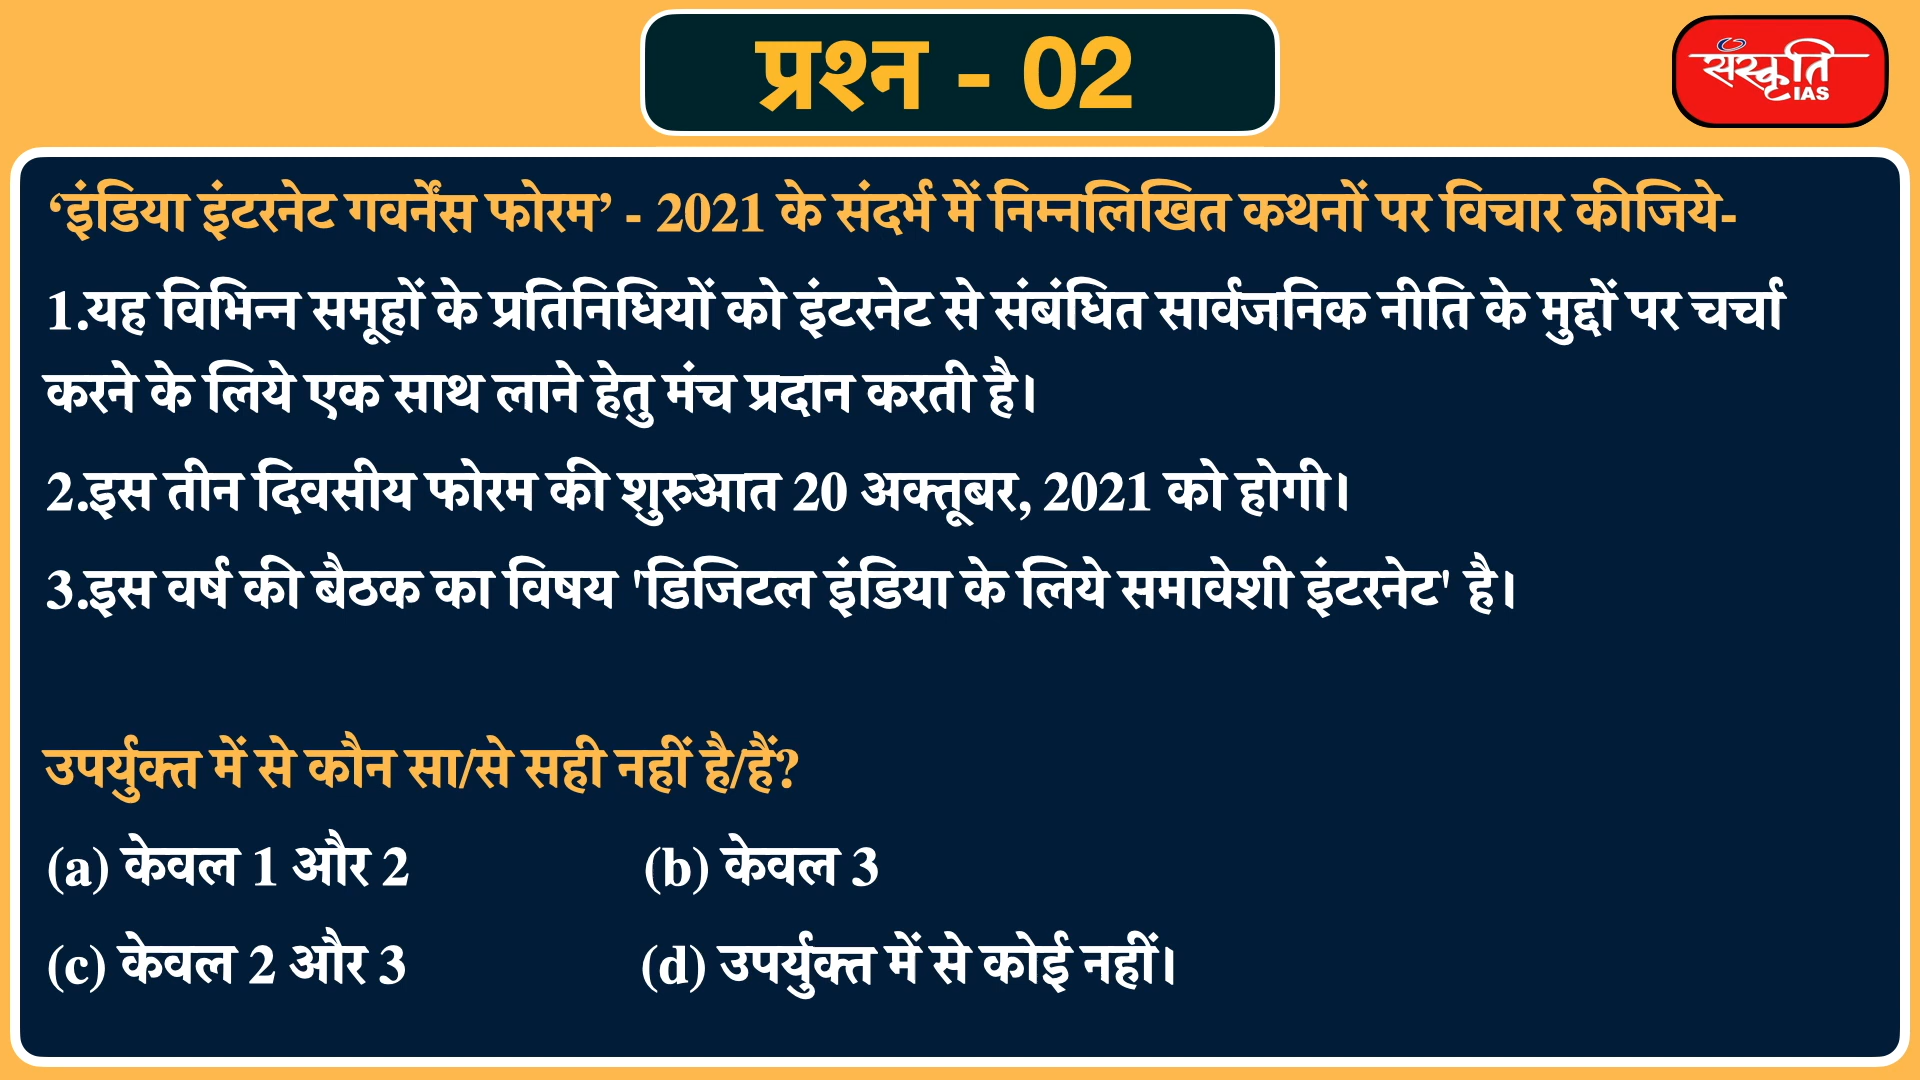 प्रश्न - 02
संस्कृति
IAS
‘इंडिया इंटरनेट गवर्नेंस फोरम’ - 2021 के संदर्भ में निम्नलिखित कथनों पर विचार कीजिये-
1.यह विभिन्न समूहों के प्रतिनिधियों को इंटरनेट से संबंधित सार्वजनिक नीति के मुद्दों पर चर्चा
करने के लिये एक साथ लाने हेतु मंच प्रदान करती है।
2.इस तीन दिवसीय फोरम की शुरुआत 20 अक्तूबर, 2021 को होगी।
3.इस वर्ष की बैठक का विषय 'डिजिटल इंडिया के लिये समावेशी इंटरनेट' है।
उपर्युक्त में से कौन सा/से सही नहीं है/हैं?
(a) केवल 1 और 2 (b) केवल 3
(c) केवल 2 और 3 (d) उपर्युक्त में से कोई नहीं।